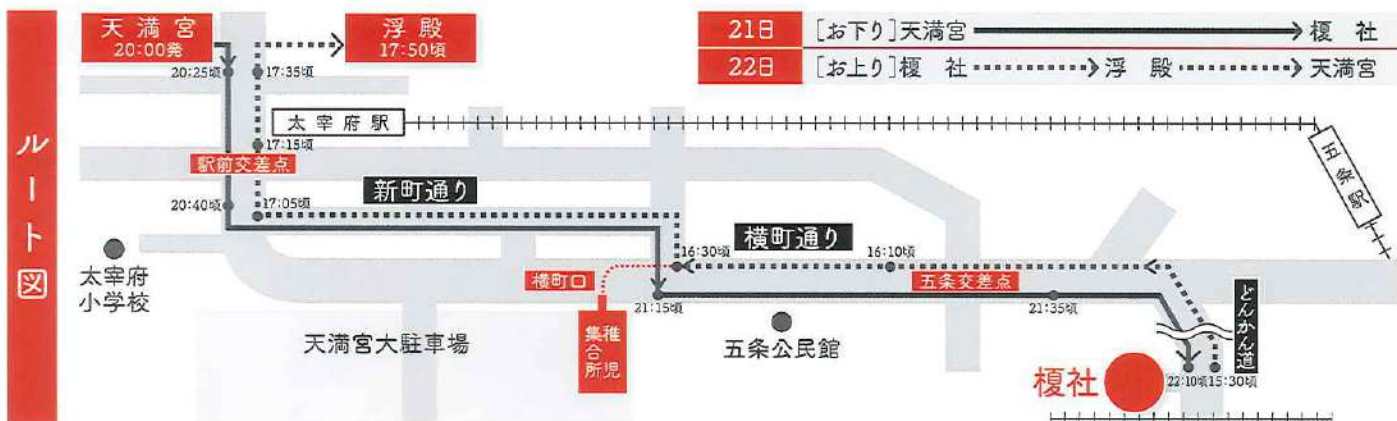 ルート図
天満宮
20:00発
浮殿
17:50頃
21日 [お下り]天満宮 榎社
22日 [お上り]榎社 浮殿 天満宮
20:25頃
17:35頃
太宰府駅
五条駅
17:15頃
駅前交差点
新町通り
20:40頃
17:05頃
横町通り
16:30頃
16:10頃
太宰府
小学校
横町口
五条交差点
21:15頃
21:35頃
どんかん道
稚児
集合所
天満宮大駐車場
五条公民館
榎社
22:10頃
15:30頃